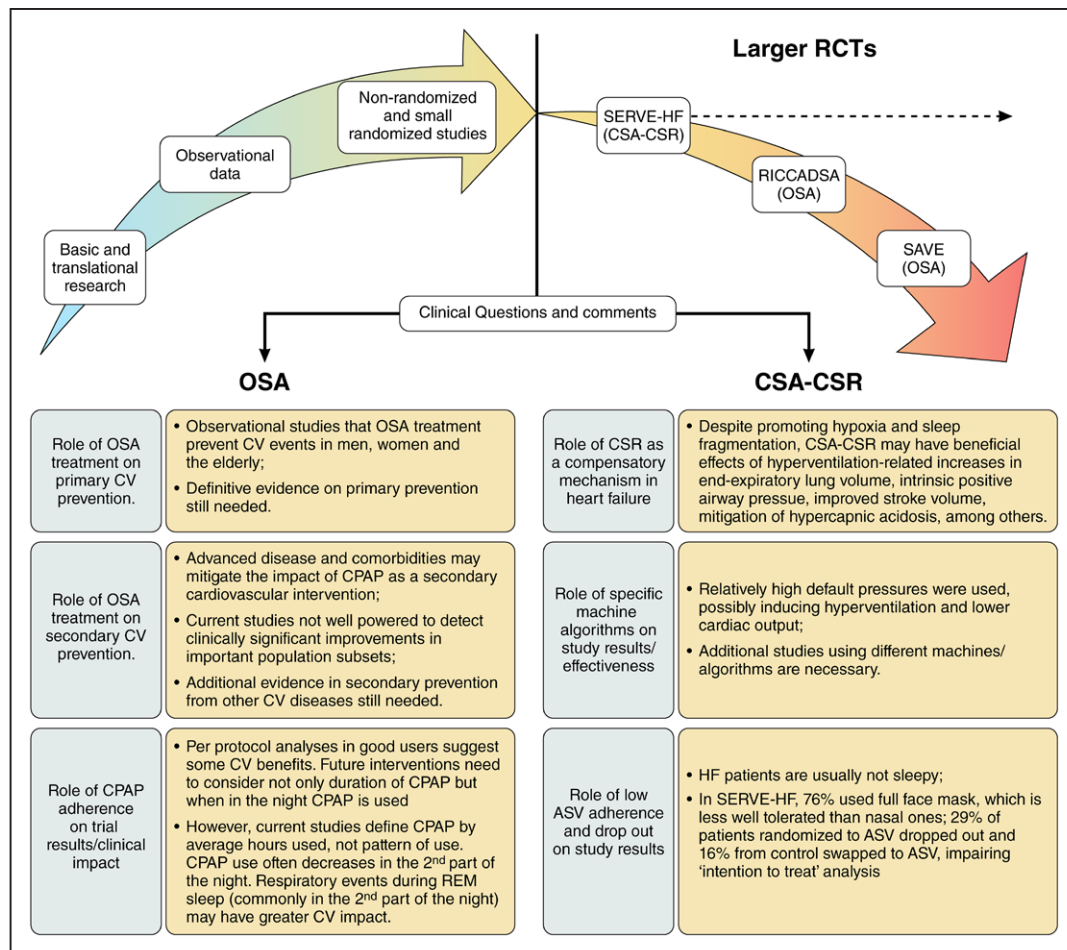 Larger RCTs
Non-randomized
and small
randomized studies
Observational
data
Basic and
translational
research
SERVE-HF
(CSA-CSR)
RICCADSA
(OSA)
SAVE
(OSA)
Clinical Questions and comments
OSA
Role of OSA
treatment on
primary CV
prevention.
• Observational studies that OSA treatment
prevent CV events in men, women and
the elderly;
• Definitive evidence on primary prevention
still needed.
Role of OSA
treatment on
secondary CV
prevention.
• Advanced disease and comorbidities may
mitigate the impact of CPAP as a secondary
cardiovascular intervention;
• Current studies not well powered to detect
clinically significant improvements in
important population subsets;
• Additional evidence in secondary prevention
from other CV diseases still needed.
Role of CPAP
adherence
on trial
results/clinical
impact
• Per protocol analyses in good users suggest
some CV benefits. Future interventions need
to consider not only duration of CPAP but
when in the night CPAP is used
• However, current studies define CPAP by
average hours used, not pattern of use.
CPAP use often decreases in the 2nd part of
the night. Respiratory events during REM
sleep (commonly in the 2nd part of the night)
may have greater CV impact.
CSA-CSR
Role of CSR as
a compensatory
mechanism in
heart failure
• Despite promoting hypoxia and sleep
fragmentation, CSA-CSR may have beneficial
effects of hyperventilation-related increases in
end-expiratory lung volume, intrinsic positive
airway pressue, improved stroke volume,
mitigation of hypercapnic acidosis, among others.
Role of specific
machine
algorithms on
study results/
effectiveness
• Relatively high default pressures were used,
possibly inducing hyperventilation and lower
cardiac output;
• Additional studies using different machines/
algorithms are necessary.
Role of low
ASV adherence
and drop out
on study results
• HF patients are usually not sleepy;
• In SERVE-HF, 76% used full face mask, which is
less well tolerated than nasal ones; 29% of
patients randomized to ASV dropped out and
16% from control swapped to ASV, impairing
‘intention to treat’ analysis